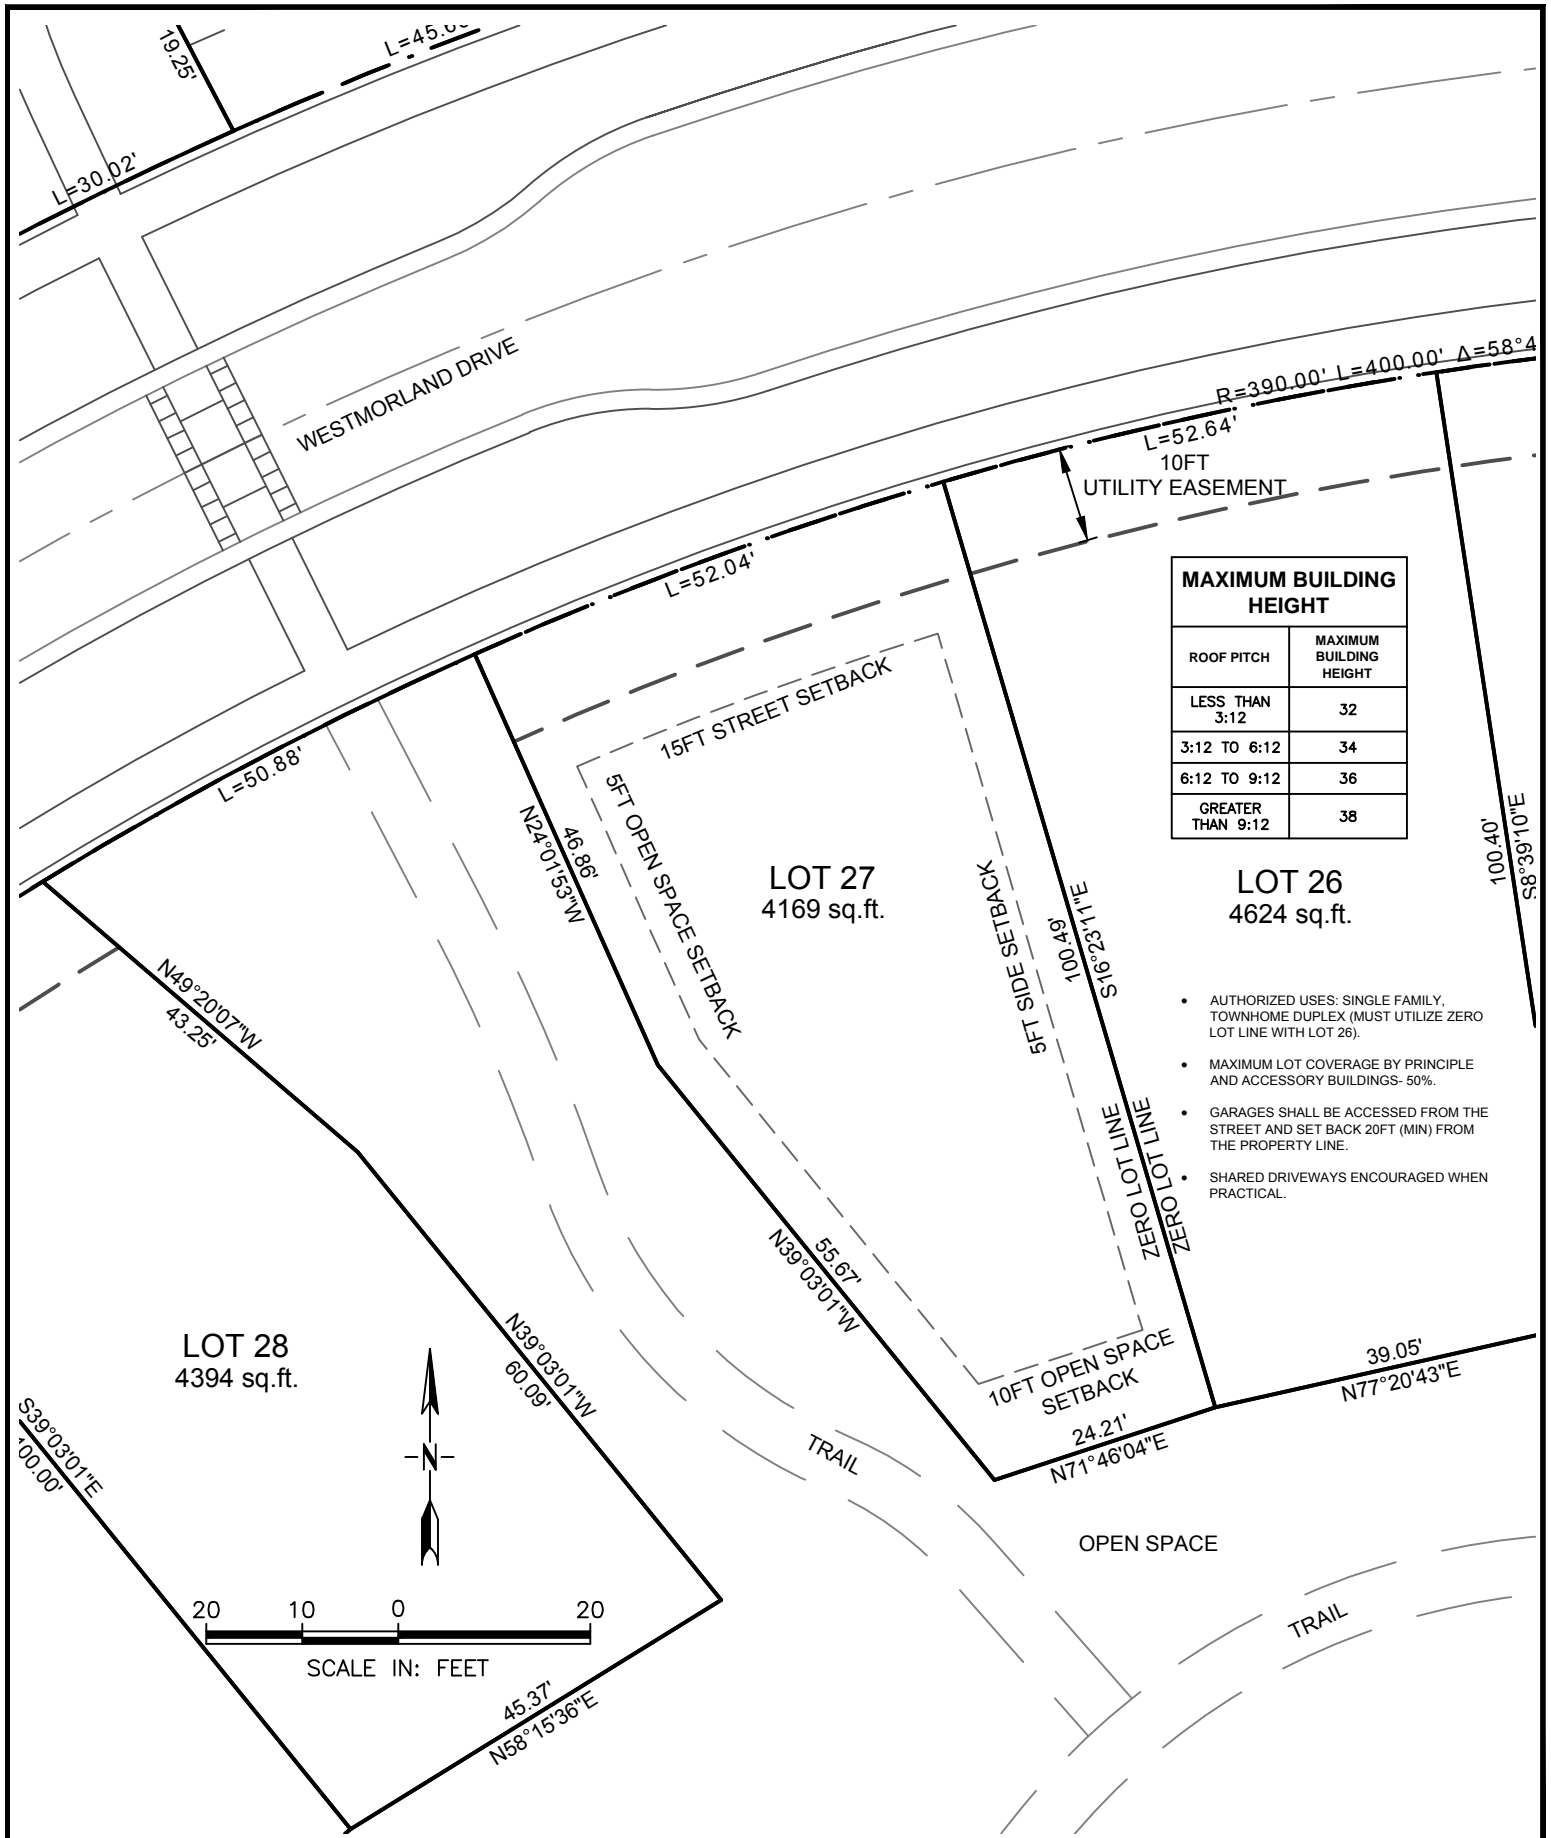 19.25'
L=45.6
L=30.02'
WESTMORLAND DRIVE
R=390.00' L=400.00' Δ=58°4
L=52.64'
10FT
UTILITY EASEMENT
L=52.04'
L=50.88'
MAXIMUM BUILDING
HEIGHT
ROOF PITCH
MAXIMUM
BUILDING
HEIGHT
LESS THAN
3:12
32
3:12 TO 6:12
34
6:12 TO 9:12
36
GREATER
THAN 9:12
38
15FT STREET SETBACK
5FT OPEN SPACE SETBACK
46.86'
N24°01'53"W
LOT 27
4169 sq.ft.
5FT SIDE SETBACK
100.49'
S16°23'11"E
LOT 26
4624 sq.ft.
100.40'
S8°39'10"E
N49°20'07"W
43.25'
• AUTHORIZED USES: SINGLE FAMILY,
TOWNHOME DUPLEX (MUST UTILIZE ZERO
LOT LINE WITH LOT 26).
• MAXIMUM LOT COVERAGE BY PRINCIPLE
AND ACCESSORY BUILDINGS- 50%.
• GARAGES SHALL BE ACCESSED FROM THE
STREET AND SET BACK 20FT (MIN) FROM
THE PROPERTY LINE.
• SHARED DRIVEWAYS ENCOURAGED WHEN
PRACTICAL.
ZERO LOT LINE
ZERO LOT LINE
55.67'
N39°03'01"W
LOT 28
4394 sq.ft.
N39°03'01"W
60.09'
10FT OPEN SPACE
SETBACK
39.05'
N77°20'43"E
24.21'
N71°46'04"E
S39°03'01"E
00.00'
N
TRAIL
OPEN SPACE
TRAIL
20 10 0 20
SCALE IN: FEET
45.37'
N58°15'36"E